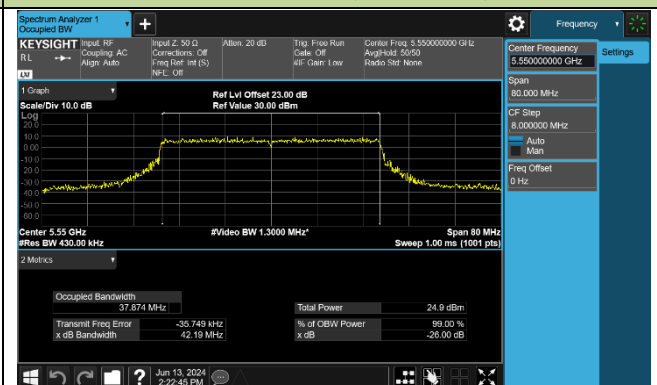 Spectrum Analyzer 1
Occupied BW
Frequency
KEYSIGHT
Input: RF
Coupling: AC
Align: Auto
RL
LXI
Input Z: 50 Ω
Corrections: Off
Freq Ref: Int (S)
NFE: Off
Atten: 20 dB
Trig: Free Run
Gate: Off
#IF Gain: Low
Center Freq: 5.550000000 GHz
Avg|Hold: 50/50
Radio Std: None
Center Frequency
5.550000000 GHz
Settings
Span
80.000 MHz
CF Step
8.000000 MHz
Auto
Man
Freq Offset
0 Hz
1 Graph
Scale/Div 10.0 dB
Ref Lvl Offset 23.00 dB
Ref Value 30.00 dBm
Log
20.0
10.0
0.00
-10.0
-20.0
-30.0
-40.0
-50.0
-60.0
Center 5.55 GHz
#Res BW 430.00 kHz
#Video BW 1.3000 MHz*
Span 80 MHz
Sweep 1.00 ms (1001 pts)
2 Metrics
Occupied Bandwidth
37.874 MHz
Total Power 24.9 dBm
Transmit Freq Error -35.749 kHz
% of OBW Power 99.00 %
x dB Bandwidth 42.19 MHz
x dB -26.00 dB
?
Jun 13, 2024
2:22:45 PM